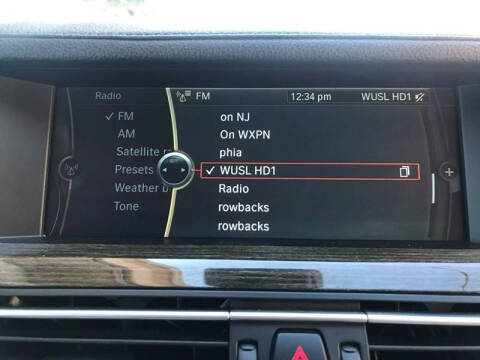 Radio
FM
12:34 pm
WUSL HD1
FM
AM
Satellite
Presets
Weather
Tone
on NJ
On WXPN
phia
WUSL HD1
Radio
rowbacks
rowbacks